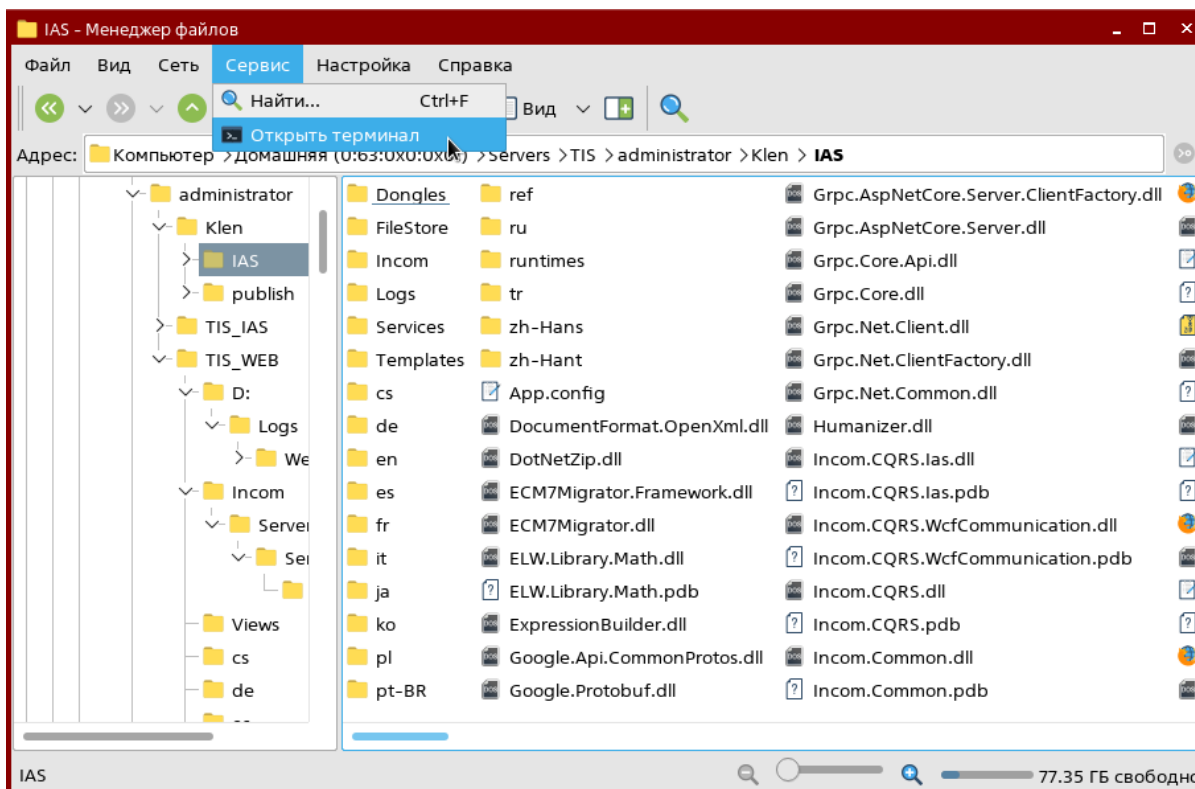 IAS - Менеджер файлов
Файл Вид Сеть Сервис Настройка Справка
Найти... Ctrl+F
Вид
Открыть терминал
Адрес: Компьютер >Домашняя >Servers >TIS >administrator >Klen > IAS
administrator
Klen
IAS
publish
TIS_IAS
TIS_WEB
D:
Logs
We
Incom
Server
Ser
Views
cs
de
Dongles
FileStore
Incom
Logs
Services
Templates
cs
de
en
es
fr
it
ja
ko
pl
pt-BR
ref
ru
runtimes
tr
zh-Hans
zh-Hant
App.config
DocumentFormat.OpenXml.dll
DotNetZip.dll
ECM7Migrator.Framework.dll
ECM7Migrator.dll
ELW.Library.Math.dll
ELW.Library.Math.pdb
ExpressionBuilder.dll
Google.Api.CommonProtos.dll
Google.Protobuf.dll
Grpc.AspNetCore.Server.ClientFactory.dll
Grpc.AspNetCore.Server.dll
Grpc.Core.Api.dll
Grpc.Core.dll
Grpc.Net.Client.dll
Grpc.Net.ClientFactory.dll
Grpc.Net.Common.dll
Humanizer.dll
Incom.CQRS.Ias.dll
Incom.CQRS.Ias.pdb
Incom.CQRS.WcfCommunication.dll
Incom.CQRS.WcfCommunication.pdb
Incom.CQRS.dll
Incom.CQRS.pdb
Incom.Common.dll
Incom.Common.pdb
IAS
77.35 ГБ свободно